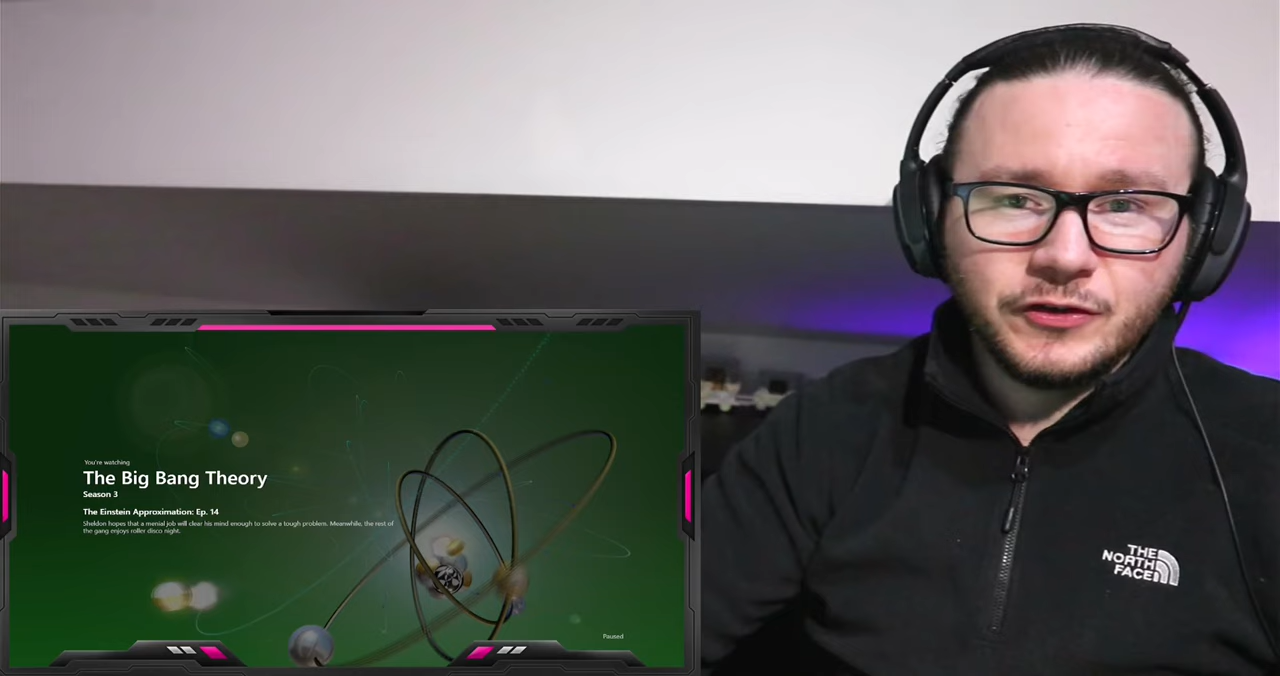 You're watching
The Big Bang Theory
Season 3
The Einstein Approximation: Ep. 14
Sheldon hopes that a menial job will clear his mind enough to solve a tough problem. Meanwhile, the rest of
the gang enjoys roller disco night.
Paused
THE
NORTH
FACE